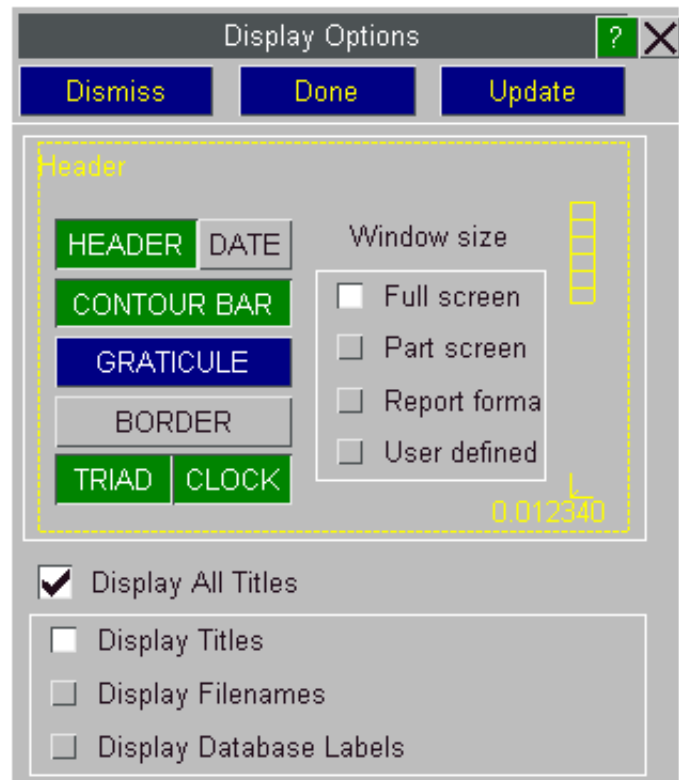 Display Options ?
Dismiss Done Update
Header
HEADER DATE Window size
CONTOUR BAR Full screen
GRATICULE Part screen
BORDER Report forma
TRIAD CLOCK User defined
0.012340
Display All Titles
Display Titles
Display Filenames
Display Database Labels